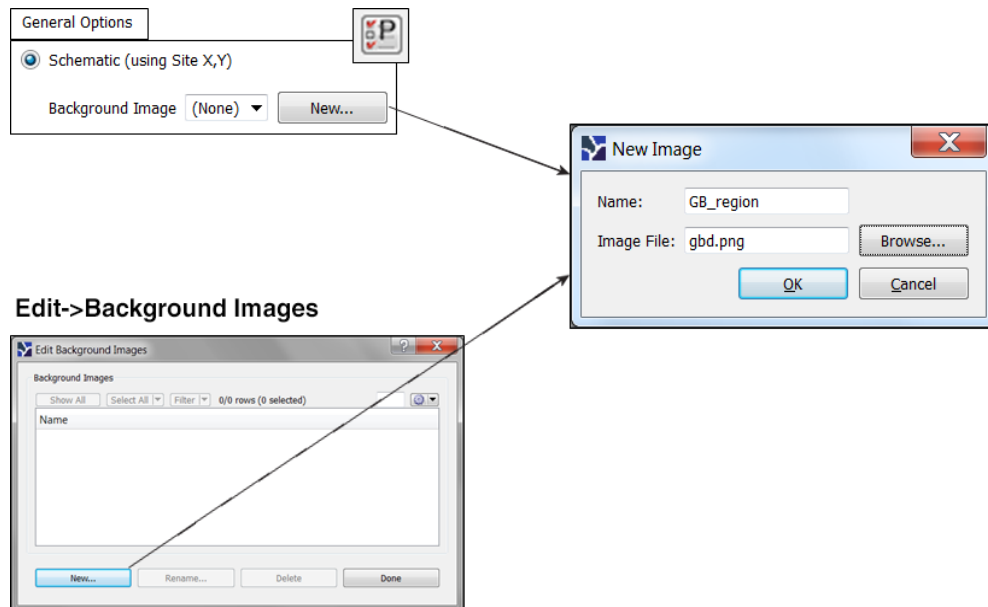 General Options
P
Schematic (using Site X,Y)
Background Image (None) New...
New Image
X
Name: GB_region
Image File: gbd.png Browse...
OK Cancel
Edit->Background Images
Edit Background Images ? X
Background Images
Show All Select All Filter 0/0 rows (0 selected)
Name
New... Rename... Delete Done